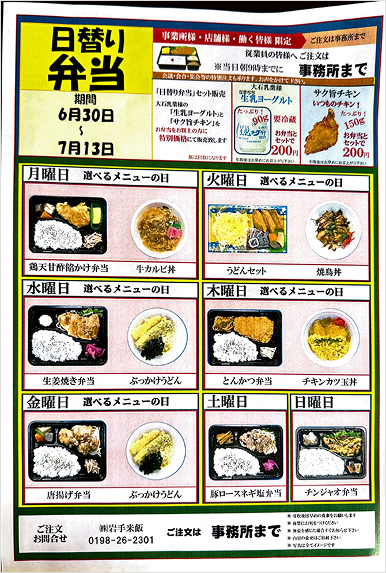 日替り
弁当
期間
6月30日
～
7月13日
事業所様・店舗様・働く皆様 限定
ご注文は事務所まで
従業員の皆様へ ご注文は
※当日朝9時までに 事務所まで
会議・会合・集会等の特別注文も承ります。お声をかけて下さい。
「日替り弁当」セット販売
大石乳業様の
「生乳ヨーグルト」と
「サク旨チキン」を
お弁当をお買上の方に
特別価格にて販売致します
大石乳業様
生乳ヨーグルト
たっぷり!
90g
要冷蔵
お弁当と
セットで
200円
サク旨チキン
いつものチキン!
たっぷり!
150g
お弁当と
セットで
200円
月曜日 選べるメニューの日
鶏天甘酢餡かけ弁当 牛カルビ丼
火曜日 選べるメニューの日
うどんセット 焼鳥丼
水曜日 選べるメニューの日
生姜焼き弁当 ぶっかけうどん
木曜日 選べるメニューの日
とんかつ弁当 チキンカツ玉丼
金曜日 選べるメニューの日
唐揚げ弁当 ぶっかけうどん
土曜日
豚ロースネギ塩弁当
日曜日
チンジャオ弁当
ご注文
お問合せ
㈱岩手米飯
0198-26-2301
ご注文は 事務所まで
※ 写真は全てイメージです